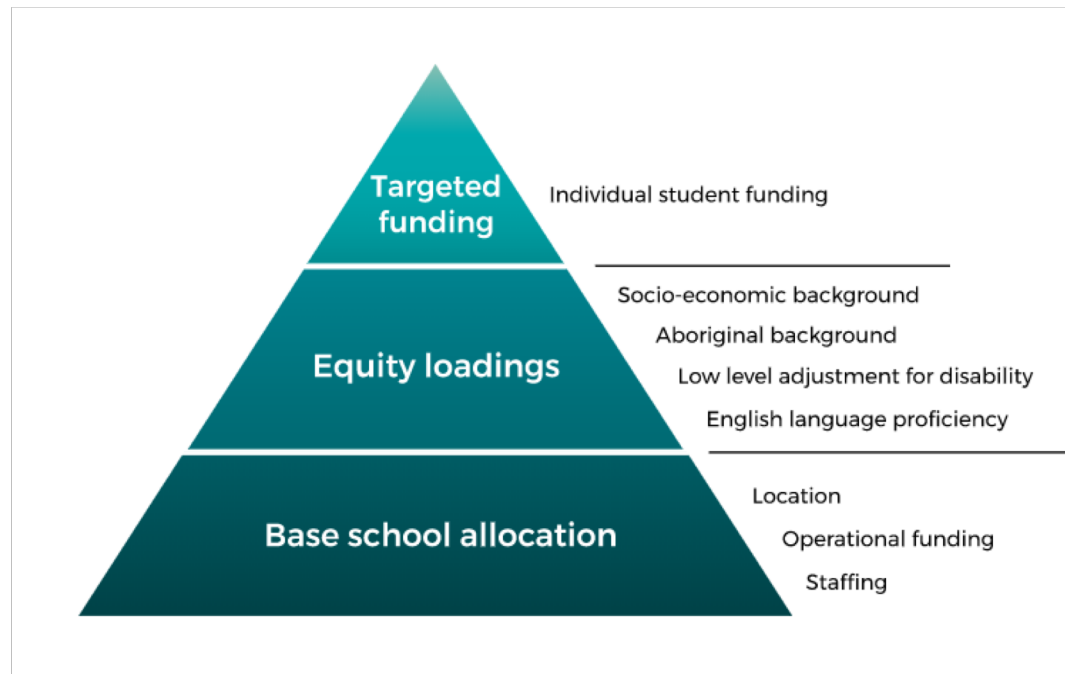 Targeted
funding
Individual student funding
Equity loadings
Socio-economic background
Aboriginal background
Low level adjustment for disability
English language proficiency
Base school allocation
Location
Operational funding
Staffing